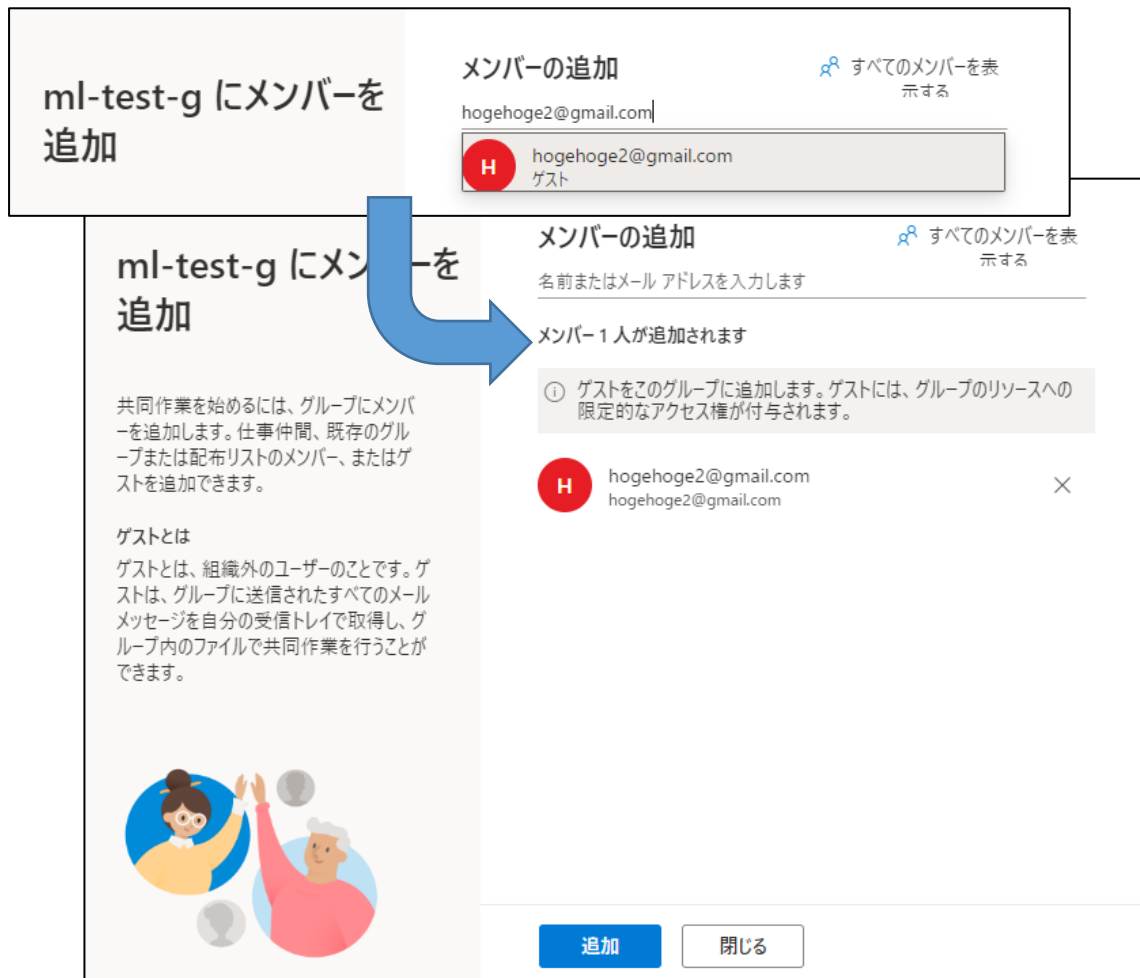 ml-test-g にメンバーを
追加
メンバーの追加
すべてのメンバーを表
示する
hogehoge2@gmail.com
H
hogehoge2@gmail.com
ゲスト
ml-test-g にメンバーを
追加
共同作業を始めるには、グループにメンバ
ーを追加します。仕事仲間、既存のグル
ープまたは配布リストのメンバー、またはゲ
ストを追加できます。
ゲストとは
ゲストとは、組織外のユーザーのことです。ゲ
ストは、グループに送信されたすべてのメール
メッセージを自分の受信トレイで取得し、グ
ループ内のファイルで共同作業を行うことが
できます。
メンバーの追加
すべてのメンバーを表
示する
名前またはメール アドレスを入力します
メンバー 1 人が追加されます
ゲストをこのグループに追加します。ゲストには、グループのリソースへの
限定的なアクセス権が付与されます。
H
hogehoge2@gmail.com
hogehoge2@gmail.com
追加
閉じる